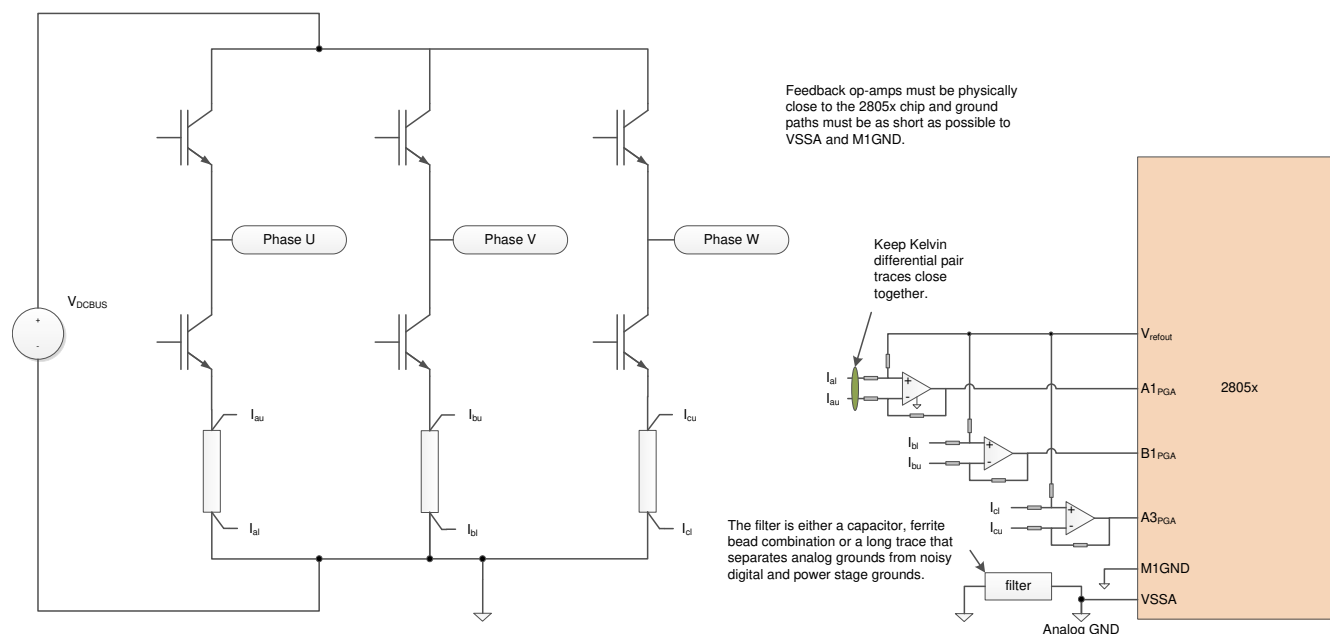 Feedback op-amps must be physically
close to the 2805x chip and ground
paths must be as short as possible to
VSSA and M1GND.
Phase U
Phase V
Phase W
Keep Kelvin
differential pair
traces close
together.
VDCBUS
+
-
Vrefout
2805x
Ial
Iau
+
-
A1PGA
Iau
Ibu
Icu
Ibl
Ibu
+
-
B1PGA
Icl
Icu
+
-
A3PGA
Ial
Ibl
Icl
The filter is either a capacitor, ferrite
bead combination or a long trace that
separates analog grounds from noisy
digital and power stage grounds.
M1GND
filter
VSSA
Analog GND